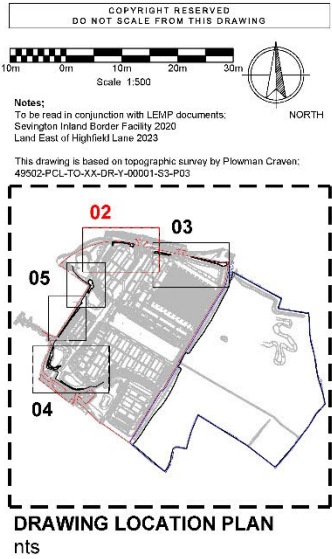 COPYRIGHT RESERVED
DO NOT SCALE FROM THIS DRAWING
10m 0m 10m 20m 30m
Scale 1:500
NORTH
Notes;
To be read in conjunction with LEMP documents:
Sevington Inland Border Facility 2020
Land East of Highfield Lane 2023
This drawing is based on topographic survey by Plowman Craven:
49502-PCL-TO-XX-DR-Y-00001-S3-P03
02
03
05
04
DRAWING LOCATION PLAN
nts